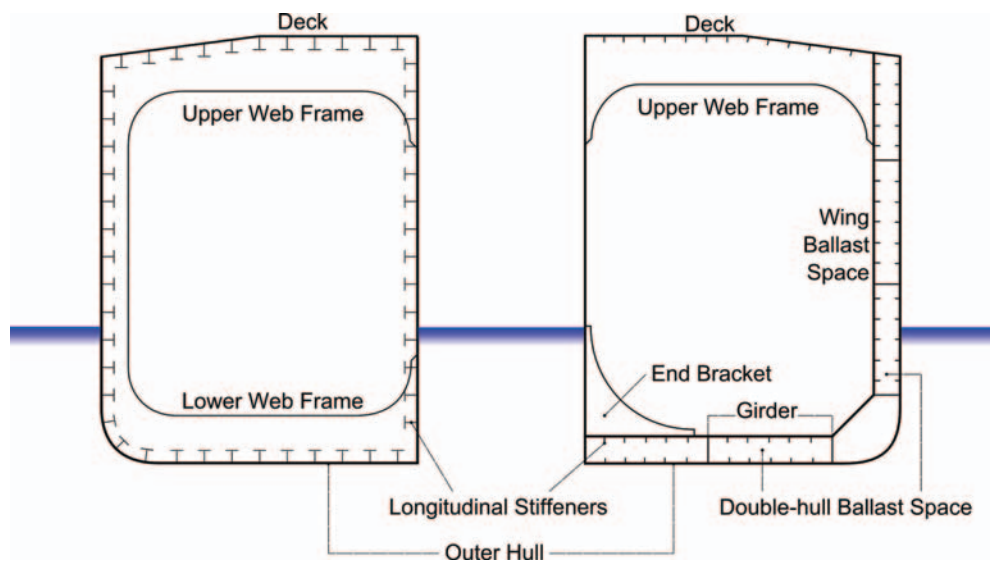 Deck
Upper Web Frame
Lower Web Frame
Deck
Upper Web Frame
Wing
Ballast
Space
End Bracket
Girder
Longitudinal Stiffeners
Double-hull Ballast Space
Outer Hull